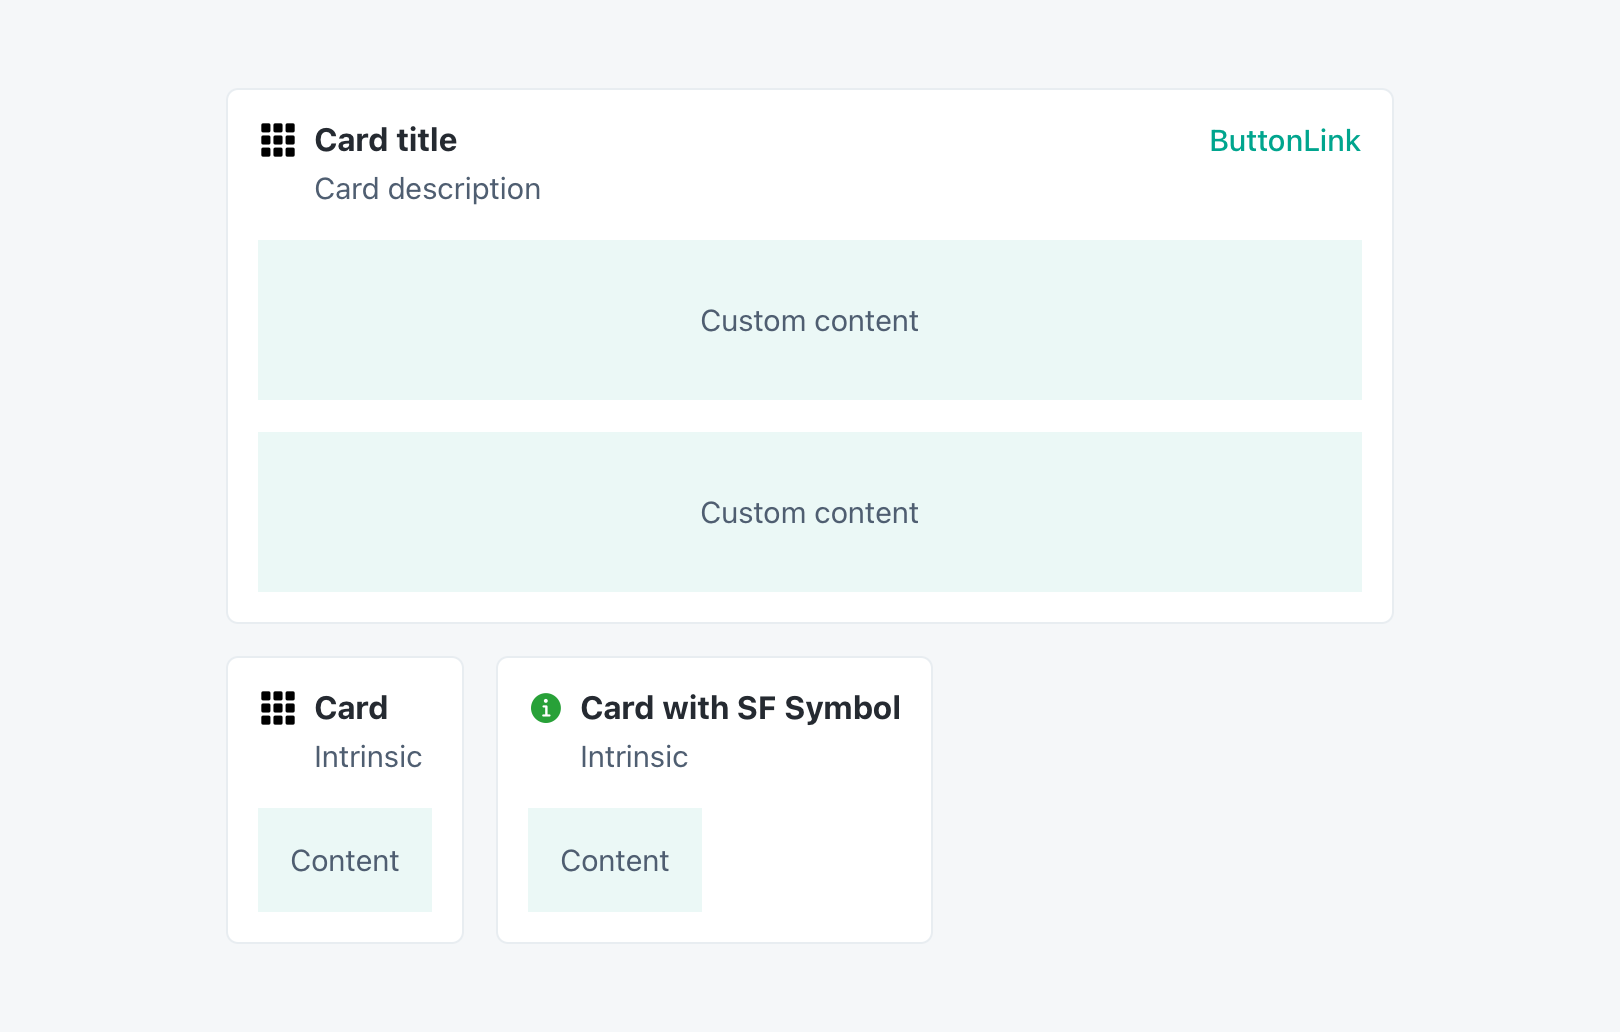 Card title
ButtonLink
Card description
Custom content
Custom content
Card
Intrinsic
Content
Card with SF Symbol
Intrinsic
Content